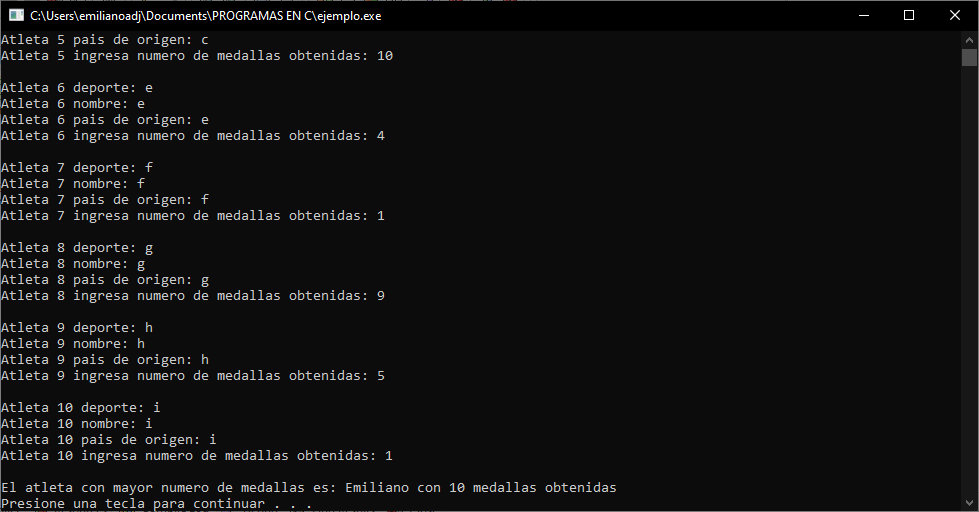 C:\Users\emilianoadj\Documents\PROGRAMAS EN C\ejemplo.exe
Atleta 5 pais de origen: c
Atleta 5 ingresa numero de medallas obtenidas: 10
Atleta 6 deporte: e
Atleta 6 nombre: e
Atleta 6 pais de origen: e
Atleta 6 ingresa numero de medallas obtenidas: 4
Atleta 7 deporte: f
Atleta 7 nombre: f
Atleta 7 pais de origen: f
Atleta 7 ingresa numero de medallas obtenidas: 1
Atleta 8 deporte: g
Atleta 8 nombre: g
Atleta 8 pais de origen: g
Atleta 8 ingresa numero de medallas obtenidas: 9
Atleta 9 deporte: h
Atleta 9 nombre: h
Atleta 9 pais de origen: h
Atleta 9 ingresa numero de medallas obtenidas: 5
Atleta 10 deporte: i
Atleta 10 nombre: i
Atleta 10 pais de origen: i
Atleta 10 ingresa numero de medallas obtenidas: 1
El atleta con mayor numero de medallas es: Emiliano con 10 medallas obtenidas
Presione una tecla para continuar . . .